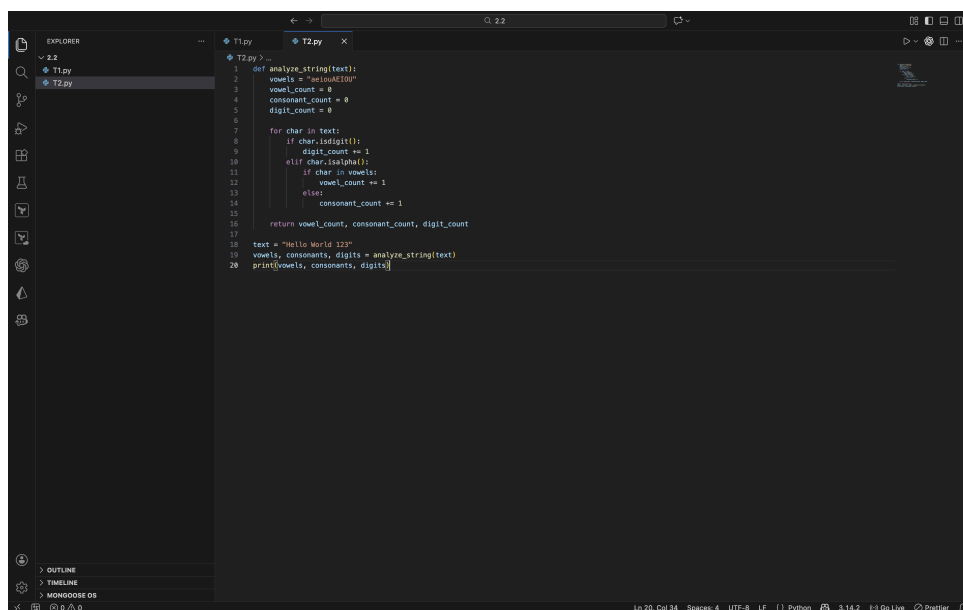 2.2
EXPLORER
2.2
T1.py
T2.py
OUTLINE
TIMELINE
MONGOOSE OS
T1.py
T2.py
T2.py > ...
1 def analyze_string(text):
2     vowels = "aeiouAEIOU"
3     vowel_count = 0
4     consonant_count = 0
5     digit_count = 0
6
7     for char in text:
8         if char.isdigit():
9             digit_count += 1
10         elif char.isalpha():
11             if char in vowels:
12                 vowel_count += 1
13             else:
14                 consonant_count += 1
15
16     return vowel_count, consonant_count, digit_count
17
18 text = "Hello World 123"
19 vowels, consonants, digits = analyze_string(text)
20 print(vowels, consonants, digits)
0 0 Ln 20, Col 34 Spaces: 4 UTF-8 LF { } Python 3.14.2 Go Live Prettier